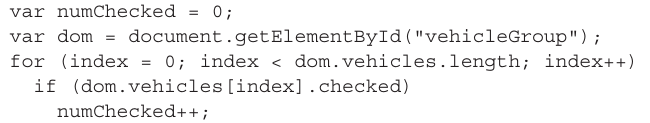 var numChecked = 0;
var dom = document.getElementById("vehicleGroup");
for (index = 0; index < dom.vehicles.length; index++)
  if (dom.vehicles[index].checked)
    numChecked++;